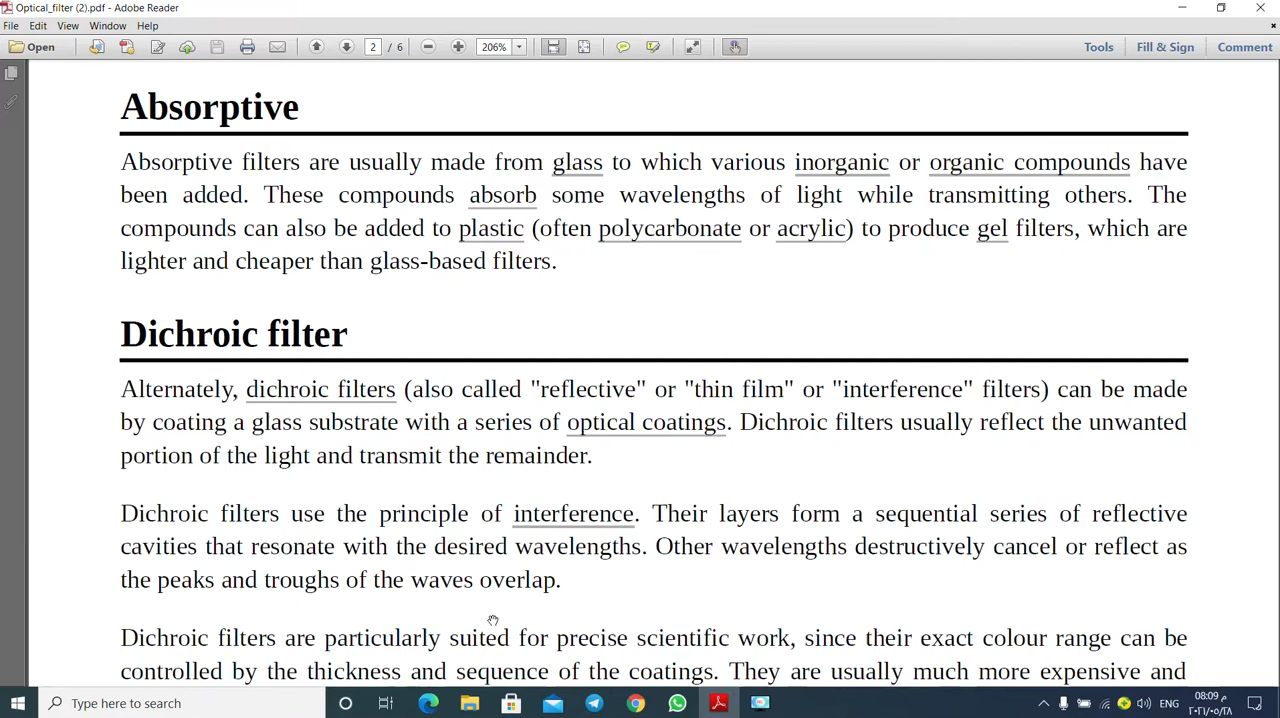 Optical_filter (2).pdf - Adobe Reader
File Edit View Window Help
Open 2 / 6 206% Tools Fill & Sign Comment
Absorptive
Absorptive filters are usually made from glass to which various inorganic or organic compounds have
been added. These compounds absorb some wavelengths of light while transmitting others. The
compounds can also be added to plastic (often polycarbonate or acrylic) to produce gel filters, which are
lighter and cheaper than glass-based filters.
Dichroic filter
Alternately, dichroic filters (also called "reflective" or "thin film" or "interference" filters) can be made
by coating a glass substrate with a series of optical coatings. Dichroic filters usually reflect the unwanted
portion of the light and transmit the remainder.
Dichroic filters use the principle of interference. Their layers form a sequential series of reflective
cavities that resonate with the desired wavelengths. Other wavelengths destructively cancel or reflect as
the peaks and troughs of the waves overlap.
Dichroic filters are particularly suited for precise scientific work, since their exact colour range can be
controlled by the thickness and sequence of the coatings. They are usually much more expensive and
Type here to search
ENG
08:09 م
٢٠٢١/٠٥/٢٨